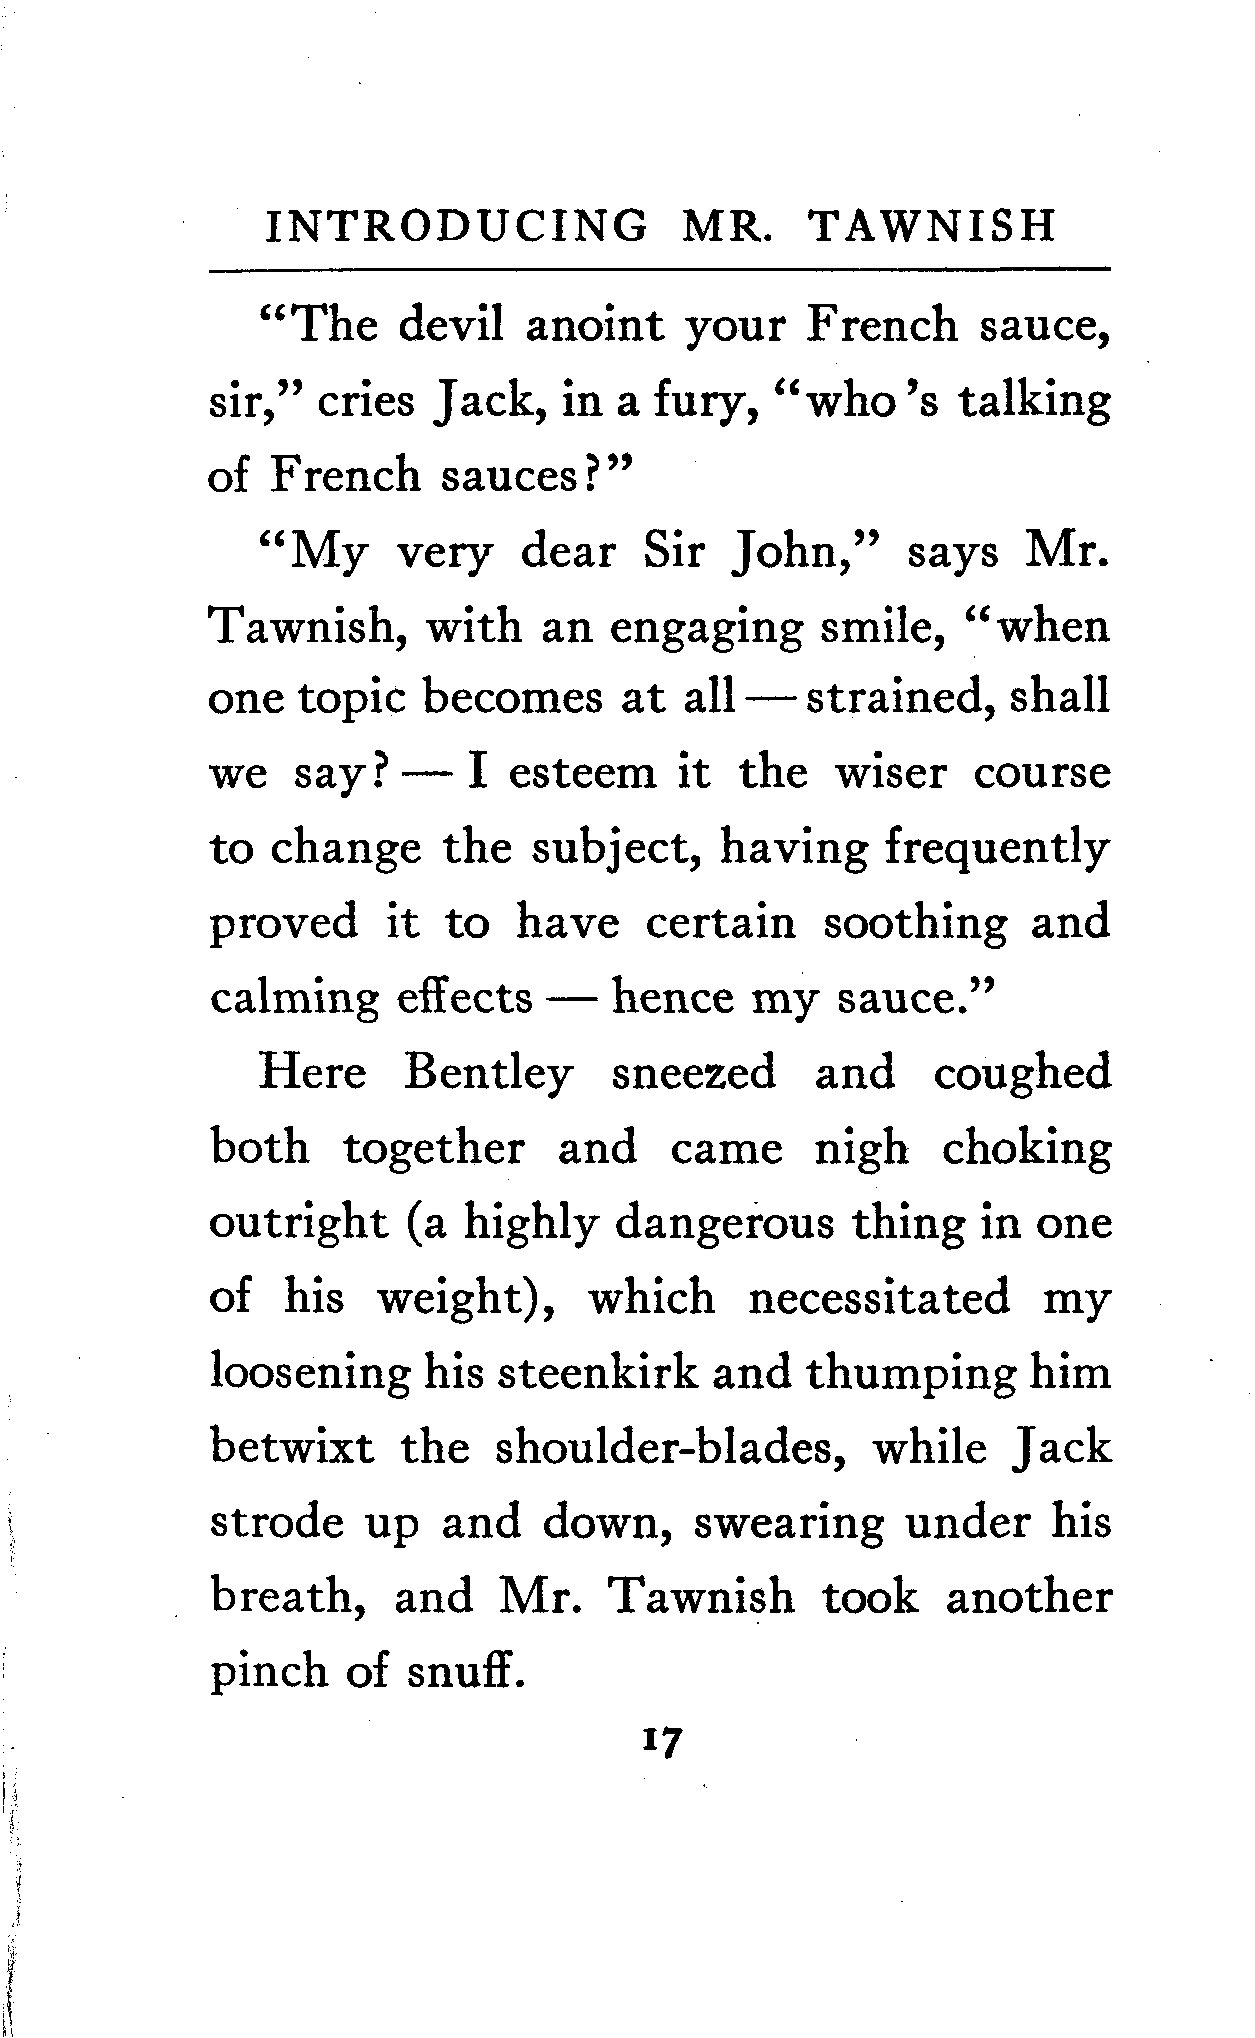 INTRODUCING MR. TAWNISH
“The devil anoint your French sauce,
sir,” cries Jack, in a fury, “who’s talking
of French sauces?”
“My very dear Sir John,” says Mr.
Tawnish, with an engaging smile, “when
one topic becomes at all — strained, shall
we say? — I esteem it the wiser course
to change the subject, having frequently
proved it to have certain soothing and
calming effects — hence my sauce.”
Here Bentley sneezed and coughed
both together and came nigh choking
outright (a highly dangerous thing in one
of his weight), which necessitated my
loosening his steenkirk and thumping him
betwixt the shoulder-blades, while Jack
strode up and down, swearing under his
breath, and Mr. Tawnish took another
pinch of snuff.
17